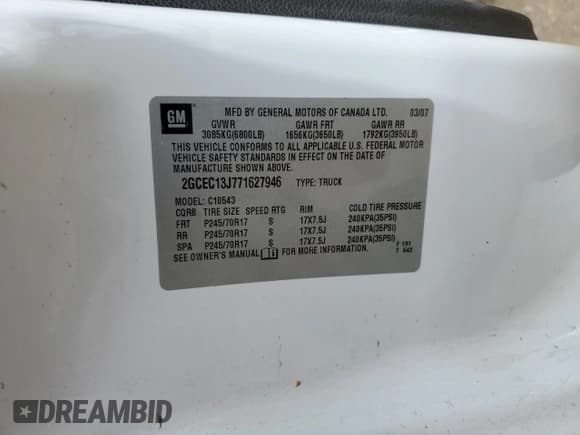 GM
MFD BY GENERAL MOTORS OF CANADA LTD. 03/07
GVWR GAWR FRT GAWR RR
3085KG(6800LB) 1656KG(3650LB) 1792KG(3950LB)
THIS VEHICLE CONFORMS TO ALL APPLICABLE U.S. FEDERAL MOTOR
VEHICLE SAFETY STANDARDS IN EFFECT ON THE DATE OF
MANUFACTURE SHOWN ABOVE.
2GCEC13J771627946 TYPE: TRUCK
MODEL: C10543
CQR8 TIRE SIZE SPEED RTG RIM COLD TIRE PRESSURE
FRT P245/70R17 S 17X7.5J 240KPA(35PSI)
RR P245/70R17 S 17X7.5J 240KPA(35PSI)
SPA P245/70R17 S 17X7.5J 240KPA(35PSI)
SEE OWNER'S MANUAL FOR MORE INFORMATION.
F 191
T 542
DREAMBID